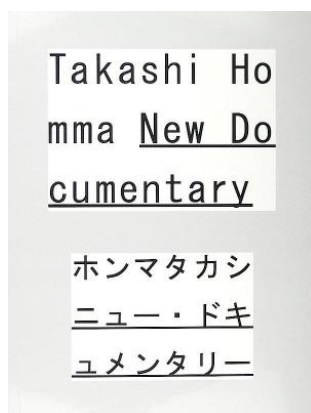 Takashi Ho
mma New Do
cumentary
ホンマタカシ
ニュー・ドキ
ュメンタリー